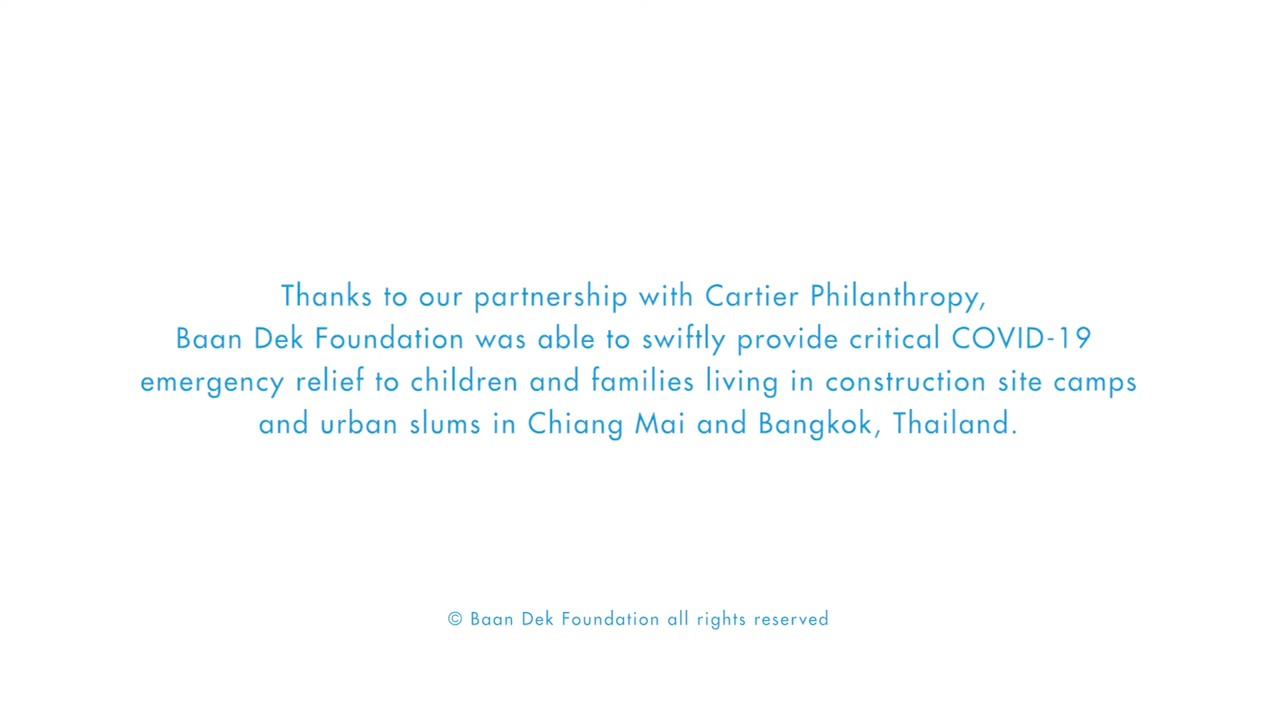 Thanks to our partnership with Cartier Philanthropy,
Baan Dek Foundation was able to swiftly provide critical COVID-19
emergency relief to children and families living in construction site camps
and urban slums in Chiang Mai and Bangkok, Thailand.
© Baan Dek Foundation all rights reserved